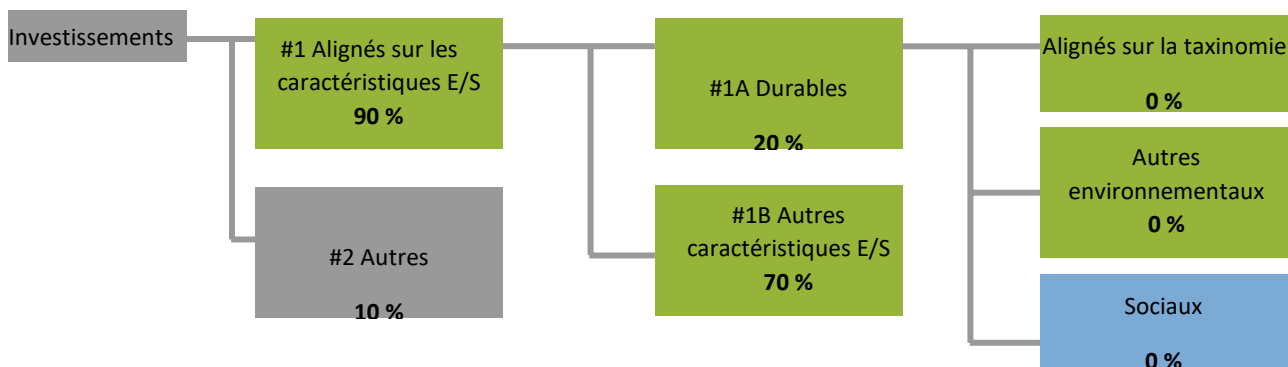 Investissements
#1 Alignés sur les
caractéristiques E/S
90 %
#2 Autres
10 %
#1A Durables
20 %
#1B Autres
caractéristiques E/S
70 %
Alignés sur la taxinomie
0 %
Autres
environnementaux
0 %
Sociaux
0 %